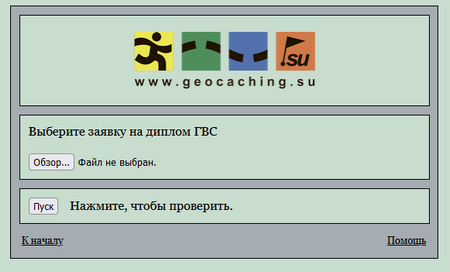 .su
www.geocaching.su
Выберите заявку на диплом ГВС
Обзор... Файл не выбран.
Пуск Нажмите, чтобы проверить.
К началу Помощь